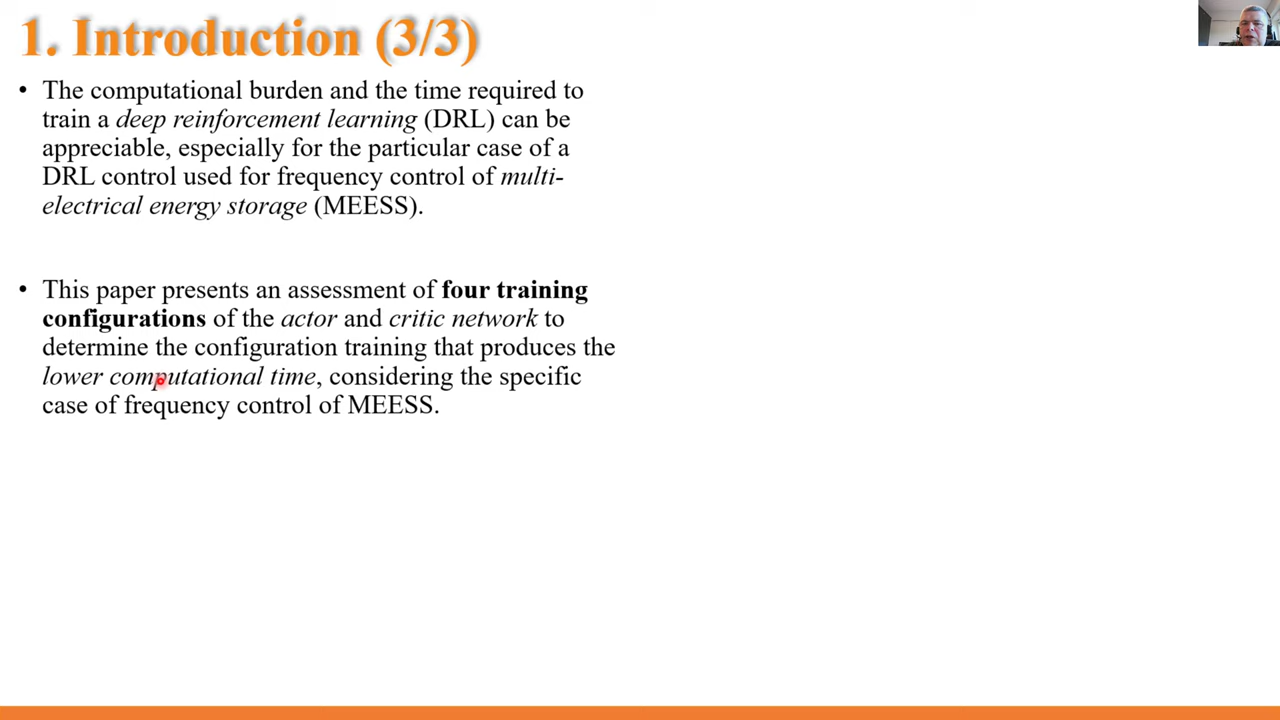 1. Introduction (3/3)
• The computational burden and the time required to
train a deep reinforcement learning (DRL) can be
appreciable, especially for the particular case of a
DRL control used for frequency control of multi-
electrical energy storage (MEESS).
• This paper presents an assessment of four training
configurations of the actor and critic network to
determine the configuration training that produces the
lower computational time, considering the specific
case of frequency control of MEESS.